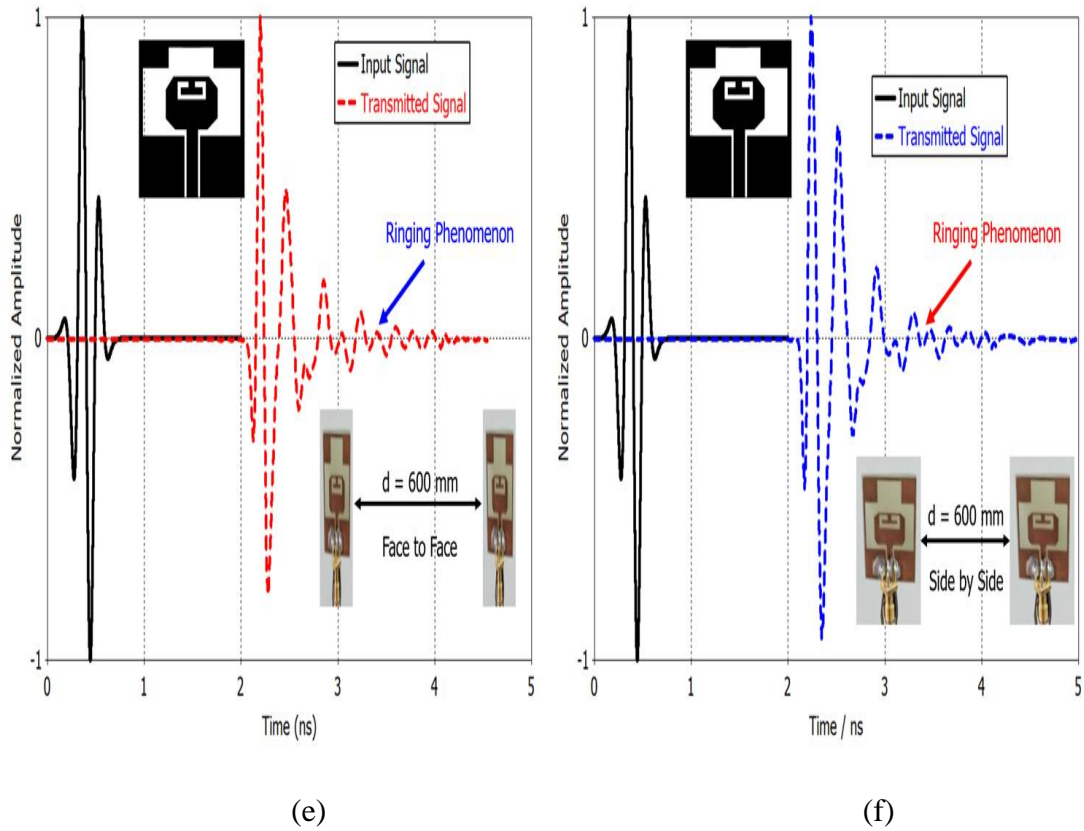 1
Input Signal
Transmitted Signal
Ringing Phenomenon
Normalized Amplitude
0
d = 600 mm
Face to Face
-1
0 1 2 3 4 5
Time (ns)
(e)
1
Input Signal
Transmitted Signal
Ringing Phenomenon
Normalized Amplitude
0
d = 600 mm
Side by Side
-1
0 1 2 3 4 5
Time / ns
(f)